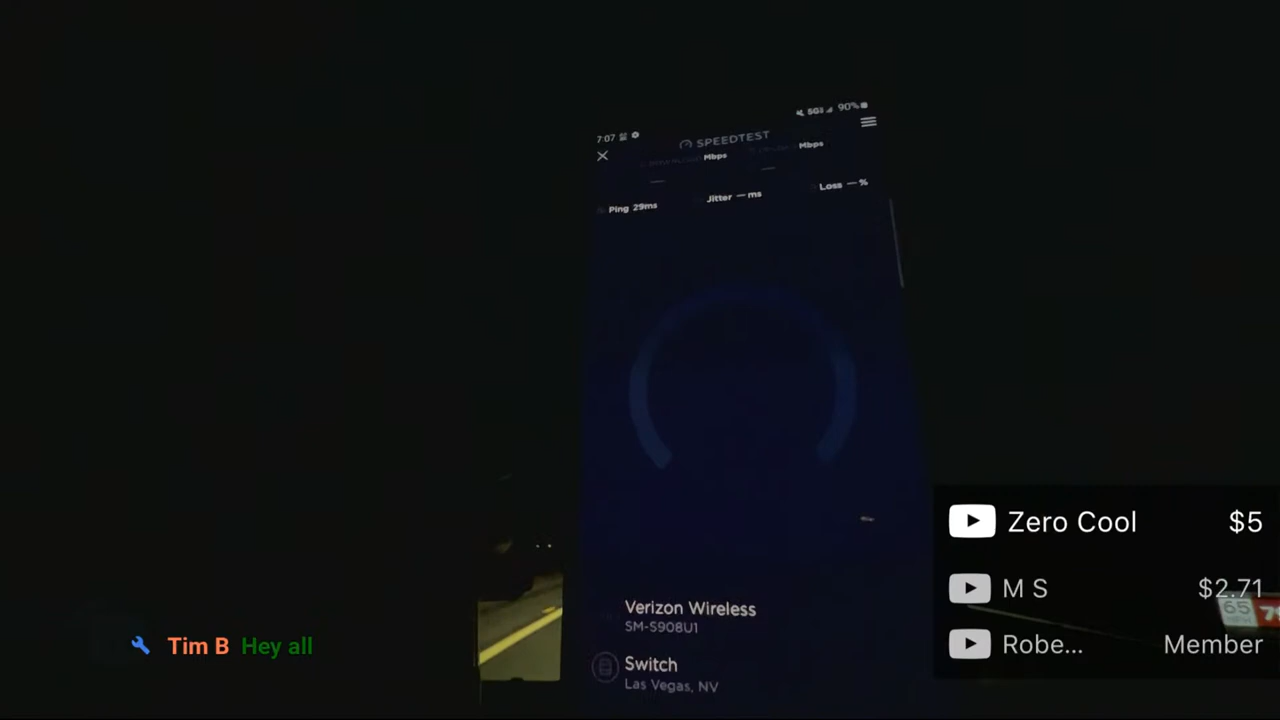 7:07
5G
90%
SPEEDTEST
Mbps
Mbps
Ping 29ms
Jitter — ms
Loss — %
Verizon Wireless
SM-S908U1
Switch
Las Vegas, NV
Tim B Hey all
Zero Cool $5
M S $2.71
Robe... Member
65